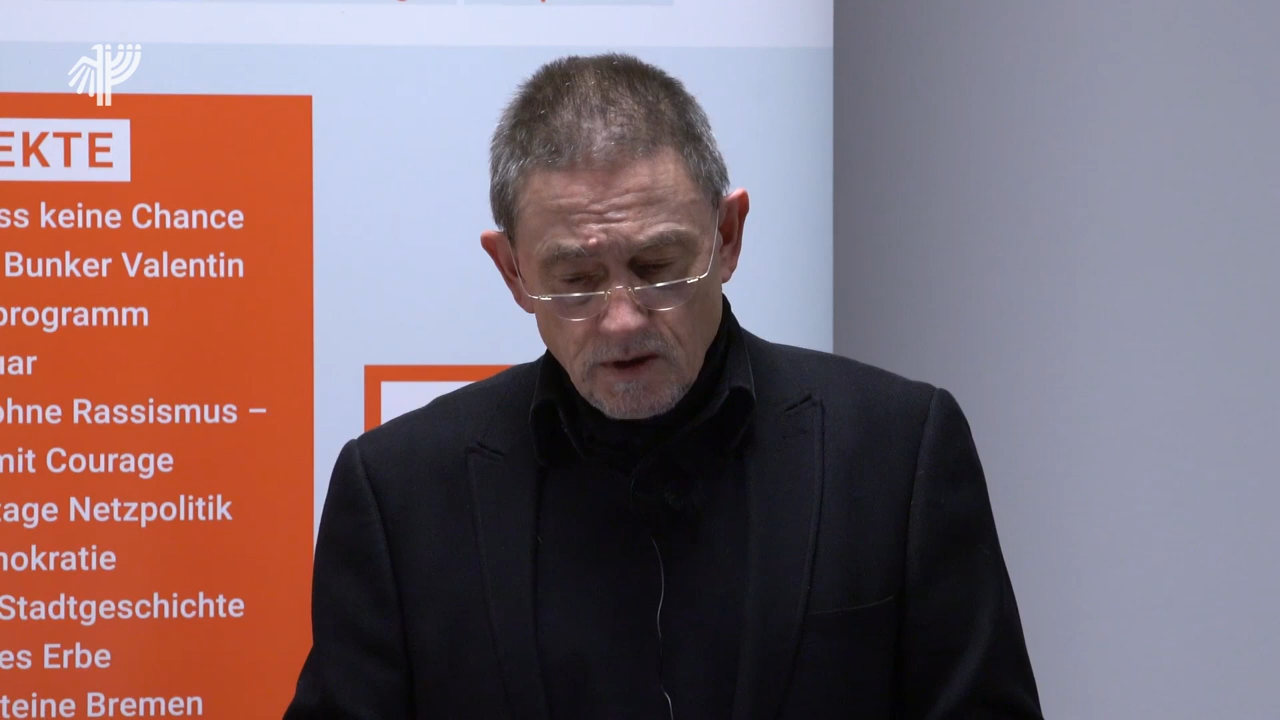 EKTE
ss keine Chance
Bunker Valentin
programm
uar
ohne Rassismus –
mit Courage
tage Netzpolitik
mokratie
Stadtgeschichte
es Erbe
teine Bremen